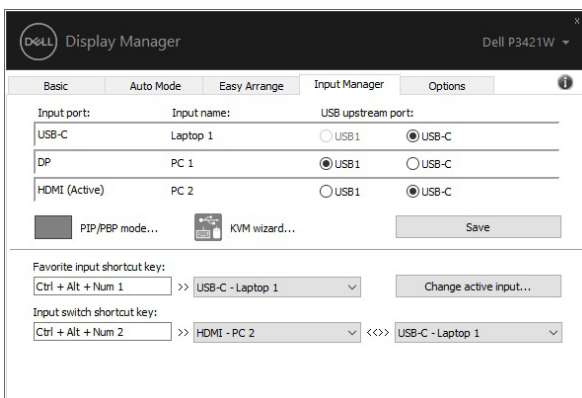 DELL Display Manager Dell P3421W
x
Basic Auto Mode Easy Arrange Input Manager Options i
Input port: Input name: USB upstream port:
USB-C Laptop 1 USB1 USB-C
DP PC 1 USB1 USB-C
HDMI (Active) PC 2 USB1 USB-C
PIP/PBP mode... KVM wizard... Save
Favorite input shortcut key:
Ctrl + Alt + Num 1 >> USB-C - Laptop 1 Change active input...
Input switch shortcut key:
Ctrl + Alt + Num 2 >> HDMI - PC 2 <<>> USB-C - Laptop 1